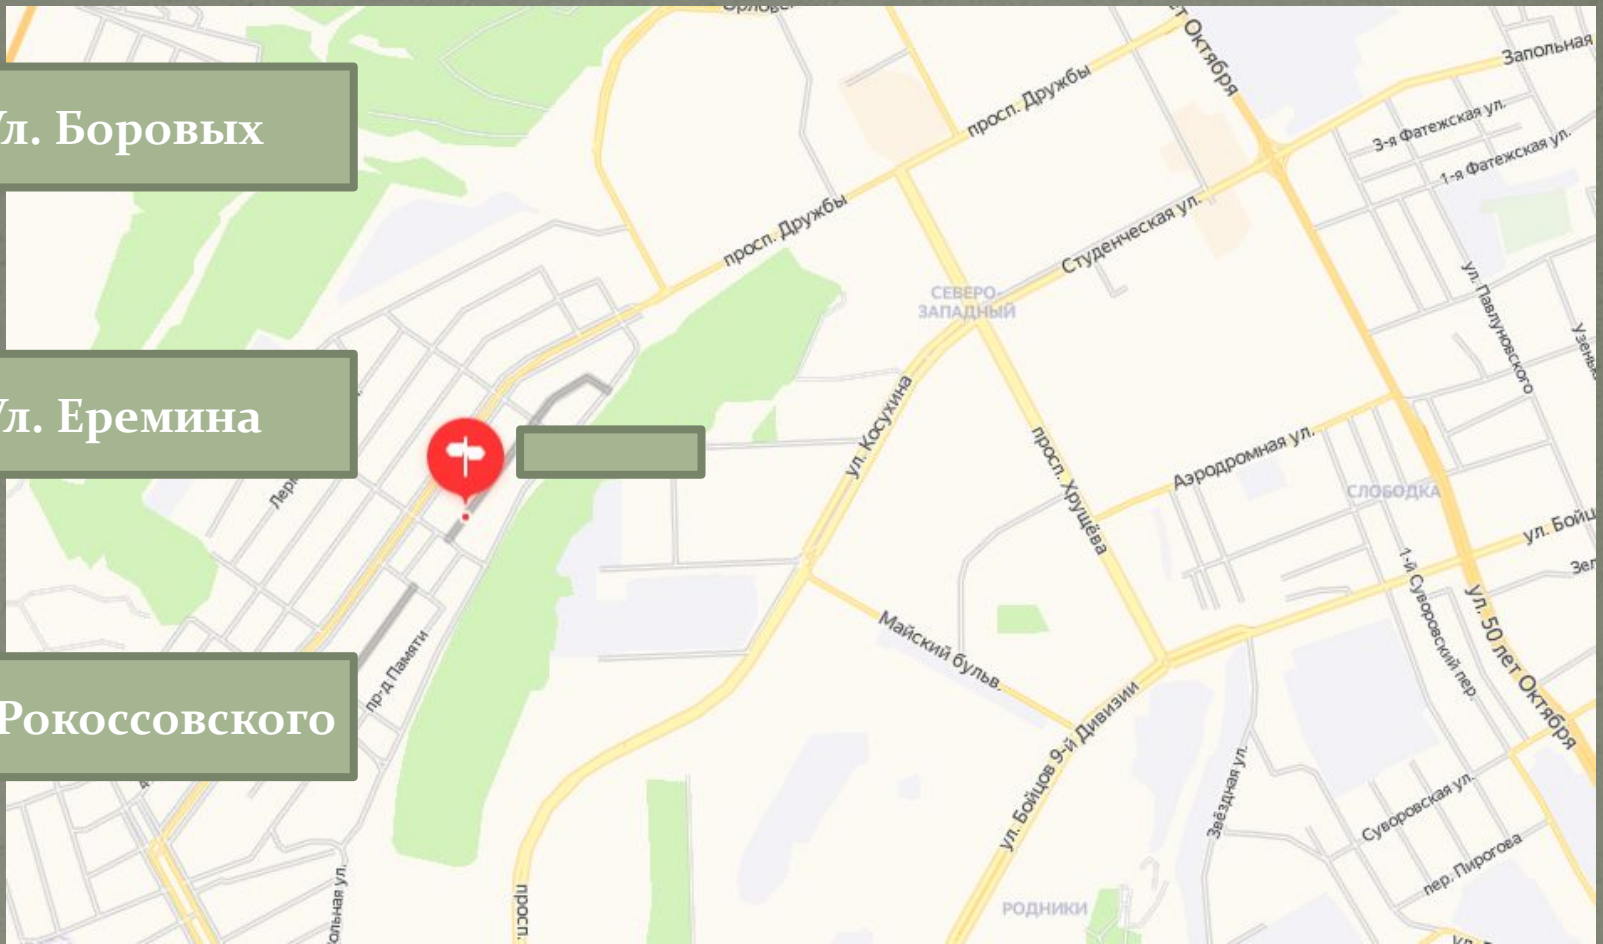 просп. Дружбы
Октября
Запольная
3-я Фатежская ул.
1-я Фатежская ул.
л. Боровых
просп. Дружбы
Студенческая ул.
СЕВЕРО-
ЗАПАДНЫЙ
ул. Павлуновского
л. Еремина
ул. Косухина
просп. Хрущёва
Аэродромная ул.
СЛОБОДКА
ул. Бойц
1-й Суворовский пер.
ул. 50 лет Октября
Майский бульв.
пр-д Памяти
Рокоссовского
ул. Бойцов 9-й Дивизии
Звёздная ул.
Суворовская ул.
пер. Пирогова
РОДНИКИ
просп.